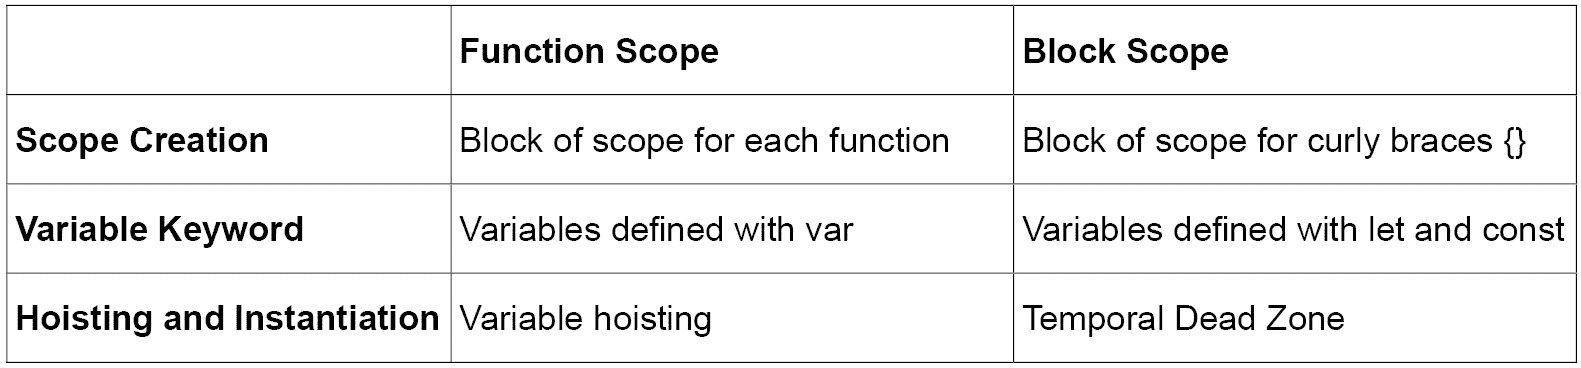 Function Scope Block Scope
Scope Creation Block of scope for each function Block of scope for curly braces {}
Variable Keyword Variables defined with var Variables defined with let and const
Hoisting and Instantiation Variable hoisting Temporal Dead Zone